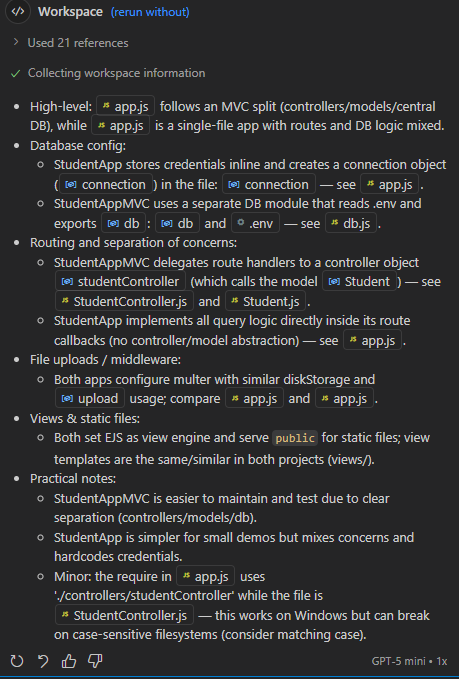 Workspace (rerun without)
Used 21 references
Collecting workspace information
High-level: JS app.js follows an MVC split (controllers/models/central
DB), while JS app.js is a single-file app with routes and DB logic mixed.
Database config:
StudentApp stores credentials inline and creates a connection object
( connection ) in the file: connection — see JS app.js .
StudentAppMVC uses a separate DB module that reads .env and
exports db : db and .env — see JS db.js .
Routing and separation of concerns:
StudentAppMVC delegates route handlers to a controller object
studentController (which calls the model Student ) — see
JS StudentController.js and JS Student.js .
StudentApp implements all query logic directly inside its route
callbacks (no controller/model abstraction) — see JS app.js .
File uploads / middleware:
Both apps configure multer with similar diskStorage and
upload usage; compare JS app.js and JS app.js .
Views & static files:
Both set EJS as view engine and serve public for static files; view
templates are the same/similar in both projects (views/).
Practical notes:
StudentAppMVC is easier to maintain and test due to clear
separation (controllers/models/db).
StudentApp is simpler for small demos but mixes concerns and
hardcodes credentials.
Minor: the require in JS app.js uses
'./controllers/studentController' while the file is
JS StudentController.js — this works on Windows but can break
on case-sensitive filesystems (consider matching case).
GPT-5 mini • 1x